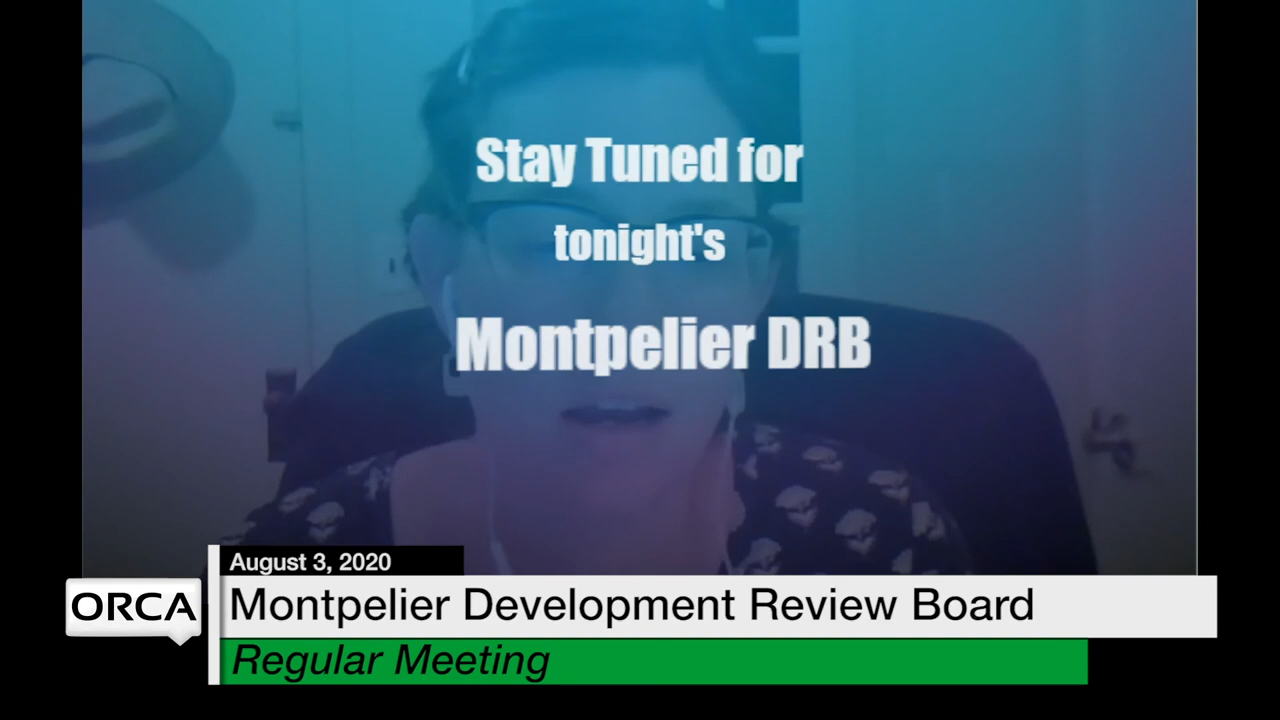 Stay Tuned for
tonight's
Montpelier DRB
August 3, 2020
ORCA
Montpelier Development Review Board
Regular Meeting